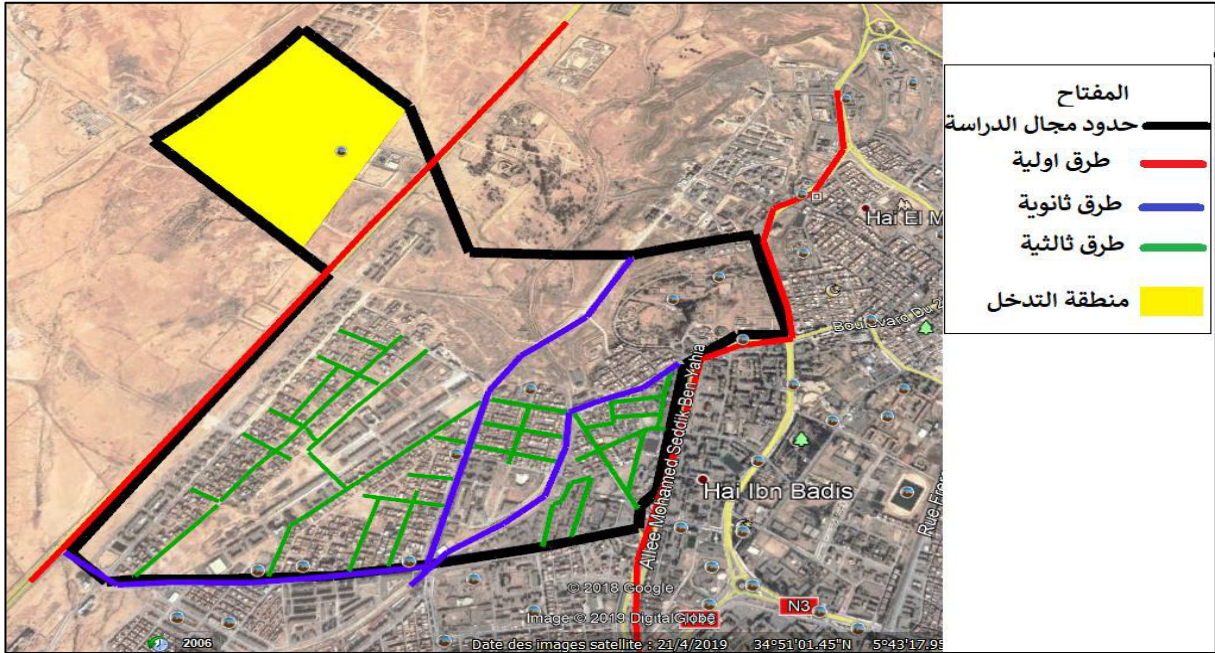 المفتاح
حدود مجال الدراسة
طرق اولية
طرق ثانوية
طرق ثالثية
منطقة التدخل
Hai El M
Boulevard Du 2
Allee Mohamed Seddik Ben Yahia
Hai Ibn Badis
Rue Frer
N3
© 2018 Google
Image © 2019 DigitalGlobe
2006
Date des images satellite : 21/4/2019 34°51'01.45"N 5°43'17.95